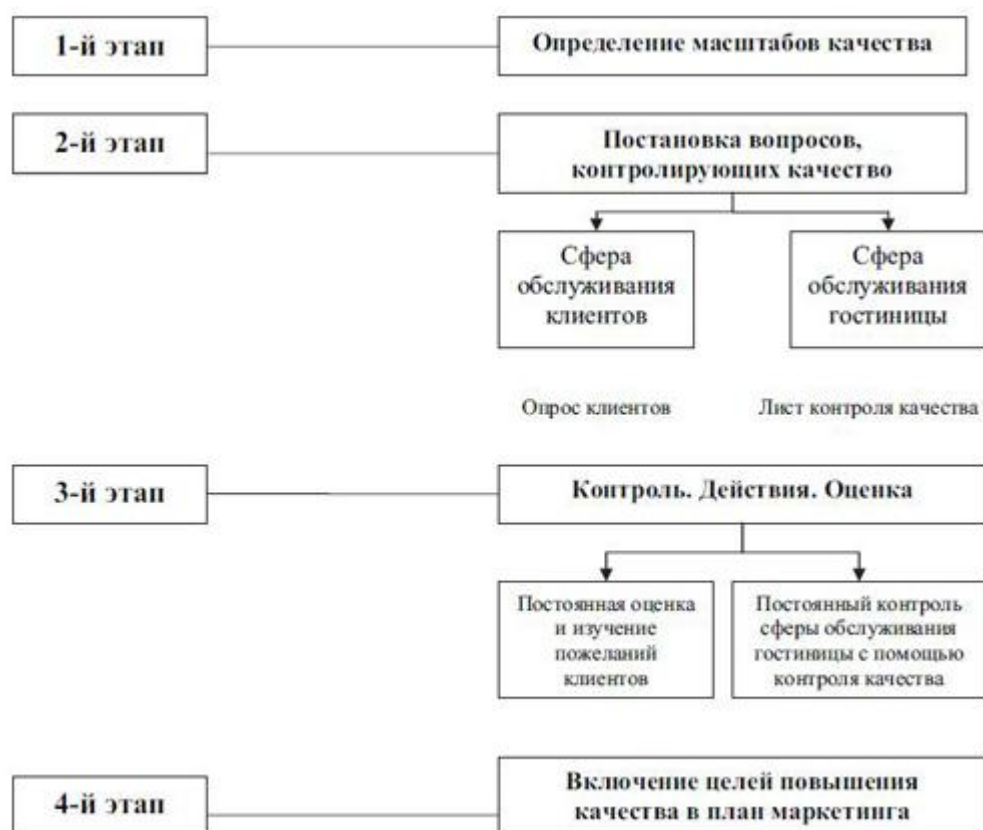 1-й этап
Определение масштабов качества
2-й этап
Постановка вопросов,
контролирующих качество
Сфера
обслуживания
клиентов
Сфера
обслуживания
гостиницы
Опрос клиентов
Лист контроля качества
3-й этап
Контроль. Действия. Оценка
Постоянная оценка
и изучение
пожеланий
клиентов
Постоянный контроль
сферы обслуживания
гостиницы с помощью
контроля качества
4-й этап
Включение целей повышения
качества в план маркетинга